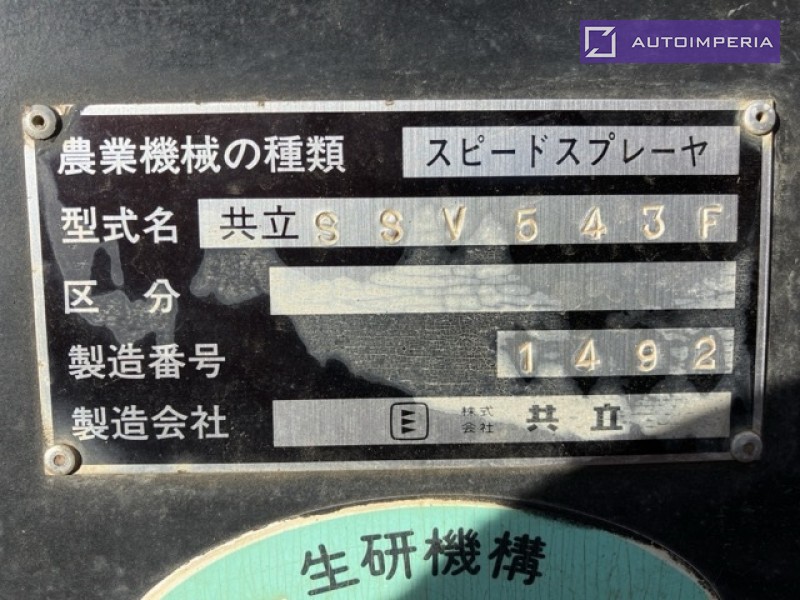 AUTOIMPERIA
農業機械の種類 スピードスプレーヤ
型式名 共立 SSV543F
区分
製造番号 1492
製造会社 株式会社 共立
生研機構